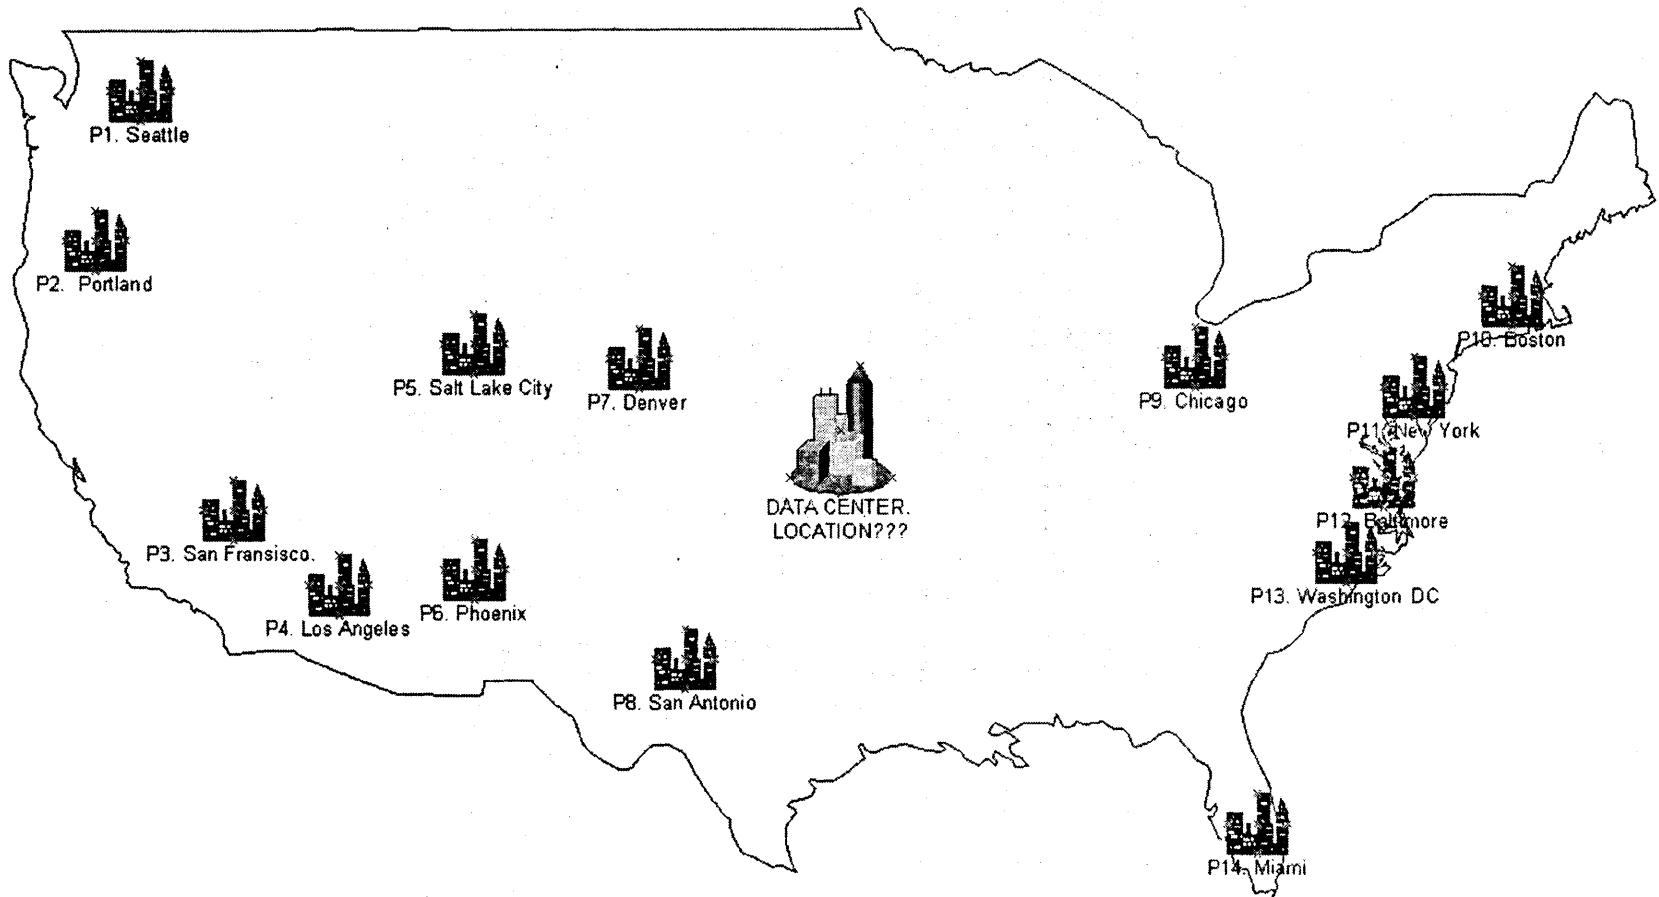 P1. Seattle
P2. Portland
P5. Salt Lake City
P7. Denver
P9. Chicago
P10. Boston
P11. New York
DATA CENTER.
LOCATION???
P12. Baltimore
P3. San Fransisco.
P13. Washington DC
P4. Los Angeles
P6. Phoenix
P8. San Antonio
P14. Miami